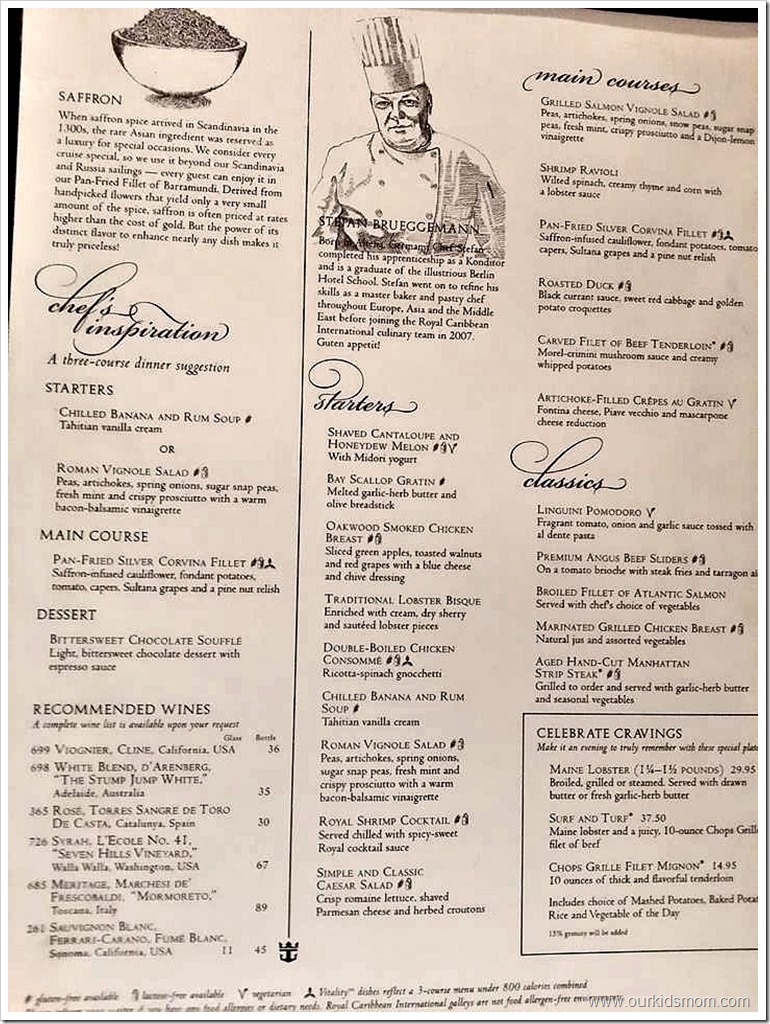 SAFFRON
When saffron spice arrived in Scandinavia in the
1300s, the rare Asian ingredient was reserved as
a luxury for special occasions. We consider every
cruise special, so we use it beyond our Scandinavia
and Russia sailings — every guest can enjoy it in
our Pan-Fried Fillet of Barramundi. Derived from
handpicked flowers that yield only a very small
amount of the spice, saffron is often priced at rates
higher than the cost of gold. But the power of its
distinct flavor to enhance nearly any dish makes it
truly priceless!
chef's
inspiration
A three-course dinner suggestion
STARTERS
CHILLED BANANA AND RUM SOUP
Tahitian vanilla cream
OR
ROMAN VIGNOLE SALAD
Peas, artichokes, spring onions, sugar snap peas,
fresh mint and crispy prosciutto with a warm
bacon-balsamic vinaigrette
MAIN COURSE
PAN-FRIED SILVER CORVINA FILLET
Saffron-infused cauliflower, fondant potatoes,
tomato, capers, Sultana grapes and a pine nut relish
DESSERT
BITTERSWEET CHOCOLATE SOUFFLÉ
Light, bittersweet chocolate dessert with
espresso sauce
RECOMMENDED WINES
A complete wine list is available upon your request
Glass Bottle
699 VIOGNIER, CLINE, California, USA 36
698 WHITE BLEND, D'ARENBERG,
"THE STUMP JUMP WHITE,"
Adelaide, Australia 35
365 ROSÉ, TORRES SANGRE DE TORO
DE CASTA, Catalunya, Spain 30
726 SYRAH, L'ECOLE NO. 41,
"SEVEN HILLS VINEYARD,"
Walla Walla, Washington, USA 67
685 MERITAGE, MARCHESI DE'
FRESCOBALDI, "MORMORETO,"
Toscana, Italy 89
261 SAUVIGNON BLANC,
FERRARI-CARANO, FUMÉ BLANC,
Sonoma, California, USA 11 45
STEFAN BRUEGGEMANN
Born in Germany, Chef Stefan
completed his apprenticeship as a Konditor
and is a graduate of the illustrious Berlin
Hotel School. Stefan went on to refine his
skills as a master baker and pastry chef
throughout Europe, Asia and the Middle
East before joining the Royal Caribbean
International culinary team in 2007.
Guten appetit!
starters
SHAVED CANTALOUPE AND
HONEYDEW MELON
With Midori yogurt
BAY SCALLOP GRATIN
Melted garlic-herb butter and
olive breadstick
OAKWOOD SMOKED CHICKEN
BREAST
Sliced green apples, toasted walnuts
and red grapes with a blue cheese
and chive dressing
TRADITIONAL LOBSTER BISQUE
Enriched with cream, dry sherry
and sautéed lobster pieces
DOUBLE-BOILED CHICKEN
CONSOMMÉ
Ricotta-spinach gnocchetti
CHILLED BANANA AND RUM
SOUP
Tahitian vanilla cream
ROMAN VIGNOLE SALAD
Peas, artichokes, spring onions,
sugar snap peas, fresh mint and
crispy prosciutto with a warm
bacon-balsamic vinaigrette
ROYAL SHRIMP COCKTAIL
Served chilled with spicy-sweet
Royal cocktail sauce
SIMPLE AND CLASSIC
CAESAR SALAD
Crisp romaine lettuce, shaved
Parmesan cheese and herbed croutons
main courses
GRILLED SALMON VIGNOLE SALAD
Peas, artichokes, spring onions, snow peas, sugar snap
peas, fresh mint, crispy prosciutto and a Dijon-lemon
vinaigrette
SHRIMP RAVIOLI
Wilted spinach, creamy thyme and corn with
a lobster sauce
PAN-FRIED SILVER CORVINA FILLET
Saffron-infused cauliflower, fondant potatoes, tomato
capers, Sultana grapes and a pine nut relish
ROASTED DUCK
Black currant sauce, sweet red cabbage and golden
potato croquettes
CARVED FILET OF BEEF TENDERLOIN*
Morel-crimini mushroom sauce and creamy
whipped potatoes
ARTICHOKE-FILLED CRÊPES AU GRATIN V
Fontina cheese, Piave vecchio and mascarpone
cheese reduction
classics
LINGUINI POMODORO V
Fragrant tomato, onion and garlic sauce tossed with
al dente pasta
PREMIUM ANGUS BEEF SLIDERS
On a tomato brioche with steak fries and tarragon ai
BROILED FILLET OF ATLANTIC SALMON
Served with chef's choice of vegetables
MARINATED GRILLED CHICKEN BREAST
Natural jus and assorted vegetables
AGED HAND-CUT MANHATTAN
STRIP STEAK*
Grilled to order and served with garlic-herb butter
and seasonal vegetables
CELEBRATE CRAVINGS
Make it an evening to truly remember with these special plate
MAINE LOBSTER (1¼–1½ POUNDS) 29.95
Broiled, grilled or steamed. Served with drawn
butter or fresh garlic-herb butter
SURF AND TURF* 37.50
Maine lobster and a juicy, 10-ounce Chops Grill
filet of beef
CHOPS GRILLE FILET MIGNON* 14.95
10 ounces of thick and flavorful tenderloin
Includes choice of Mashed Potatoes, Baked Pota
Rice and Vegetable of the Day
15% gratuity will be added
gluten-free available lactose-free available V vegetarian Vitality™ dishes reflect a 3-course menu under 800 calories combined
if you have any food allergies or dietary needs. Royal Caribbean International galleys are not food allergen-free
www.ourkidsmom.com